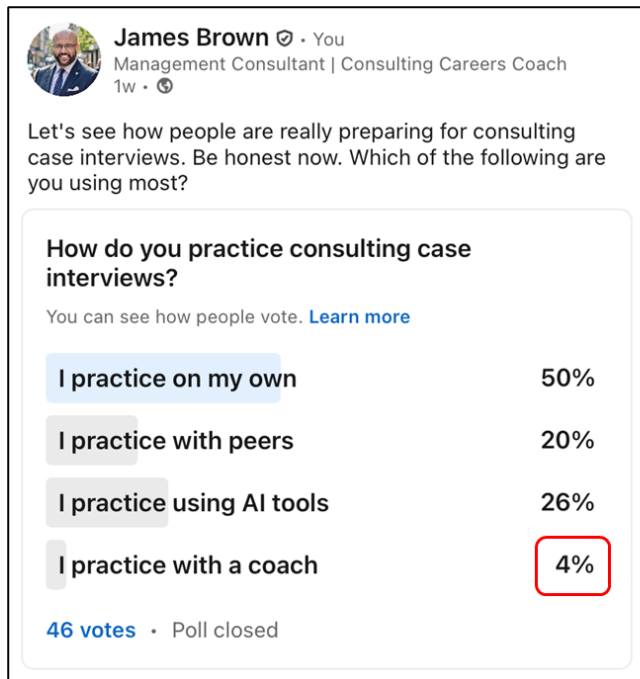 James Brown · You
Management Consultant | Consulting Careers Coach
1w ·
Let's see how people are really preparing for consulting
case interviews. Be honest now. Which of the following are
you using most?
How do you practice consulting case
interviews?
You can see how people vote. Learn more
I practice on my own 50%
I practice with peers 20%
I practice using AI tools 26%
I practice with a coach 4%
46 votes · Poll closed